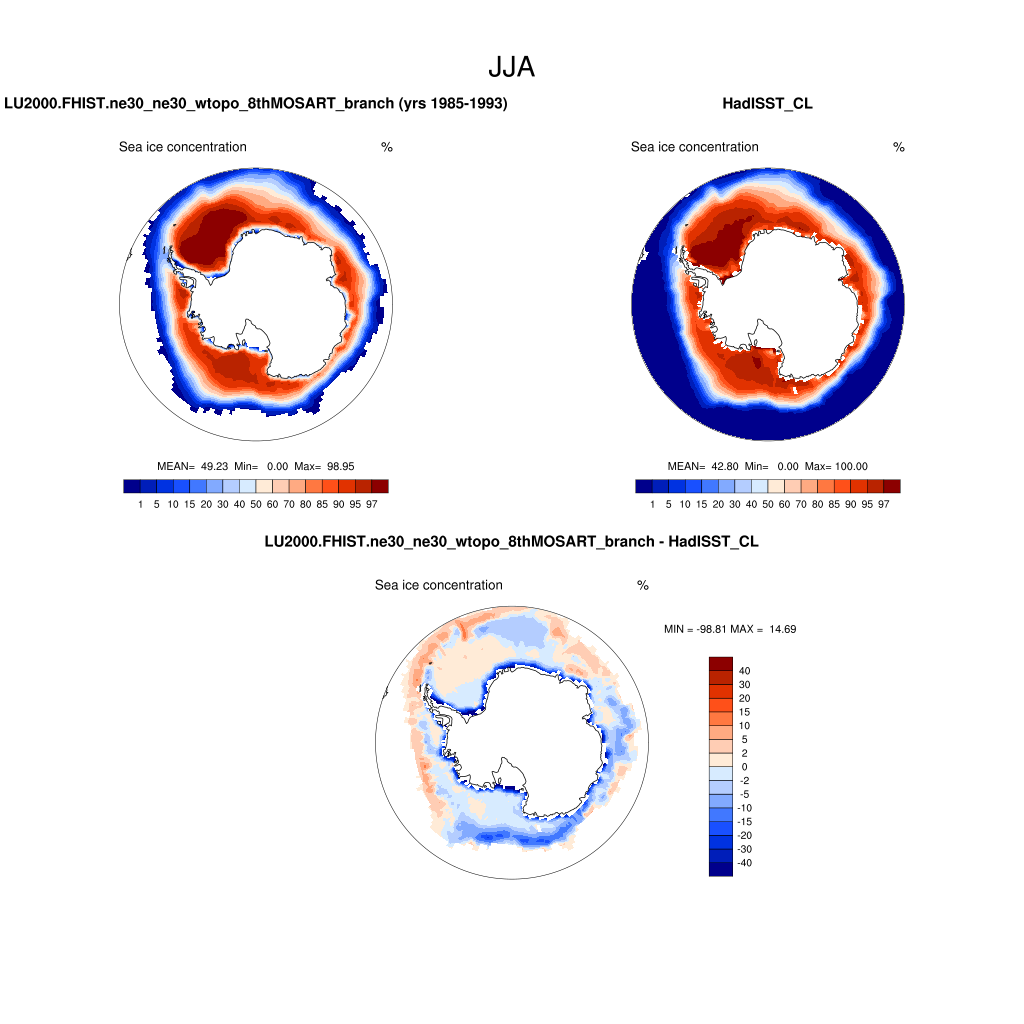 JJA
LU2000.FHIST.ne30_ne30_wtopo_8thMOSART_branch (yrs 1985-1993)
HadISST_CL
Sea ice concentration %
Sea ice concentration %
MEAN= 49.23 Min= 0.00 Max= 98.95
MEAN= 42.80 Min= 0.00 Max= 100.00
1 5 10 15 20 30 40 50 60 70 80 85 90 95 97
1 5 10 15 20 30 40 50 60 70 80 85 90 95 97
LU2000.FHIST.ne30_ne30_wtopo_8thMOSART_branch - HadISST_CL
Sea ice concentration %
MIN = -98.81 MAX = 14.69
40
30
20
15
10
5
2
0
-2
-5
-10
-15
-20
-30
-40